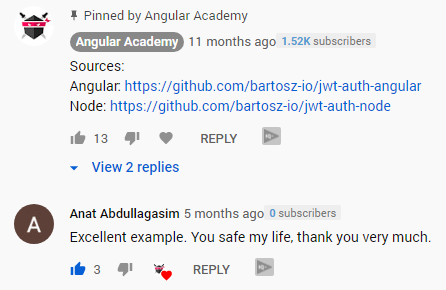 Pinned by Angular Academy
Angular Academy 11 months ago 1.52K subscribers
Sources:
Angular: https://github.com/bartosz-io/jwt-auth-angular
Node: https://github.com/bartosz-io/jwt-auth-node
13 REPLY
View 2 replies
A
Anat Abdullagasim 5 months ago 0 subscribers
Excellent example. You safe my life, thank you very much.
3 REPLY